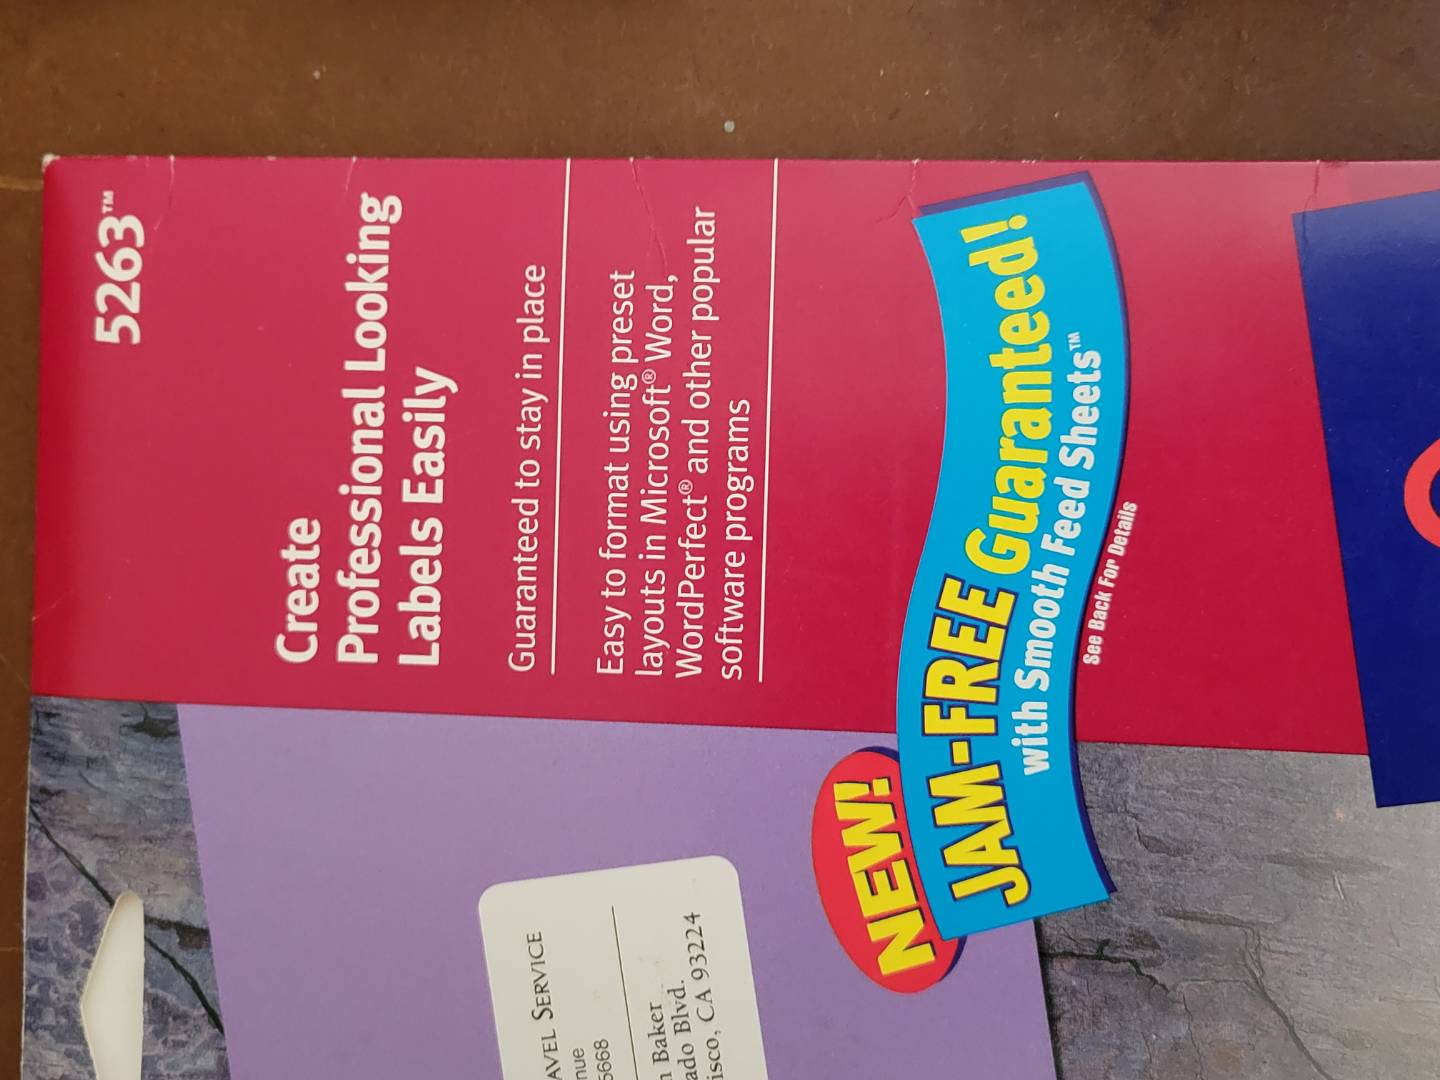 5263™
Create
Professional Looking
Labels Easily
Guaranteed to stay in place
Easy to format using preset
layouts in Microsoft® Word,
WordPerfect® and other popular
software programs
NEW!
JAM-FREE Guaranteed!
with Smooth Feed Sheets™
See Back For Details
AVEL SERVICE
nue
5668
n Baker
ado Blvd.
isco, CA 93224